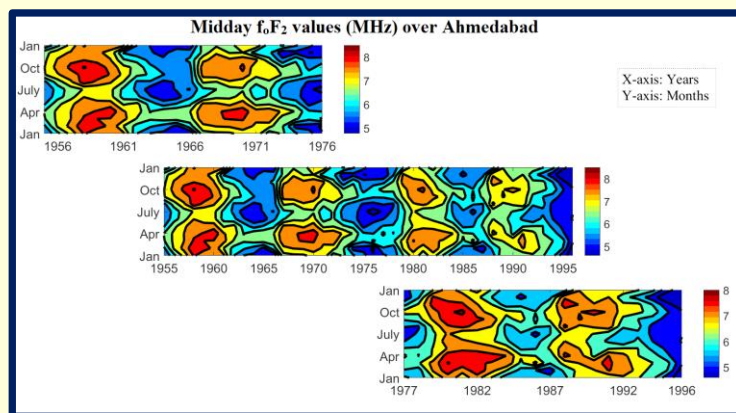 Midday fₒF₂ values (MHz) over Ahmedabad
X-axis: Years
Y-axis: Months
Jan
Oct
July
Apr
Jan
1956 1961 1966 1971 1976
8
7
6
5
Jan
Oct
July
Apr
Jan
1955 1960 1965 1970 1975 1980 1985 1990 1995
8
7
6
5
Jan
Oct
July
Apr
Jan
1977 1982 1987 1992 1996
8
7
6
5